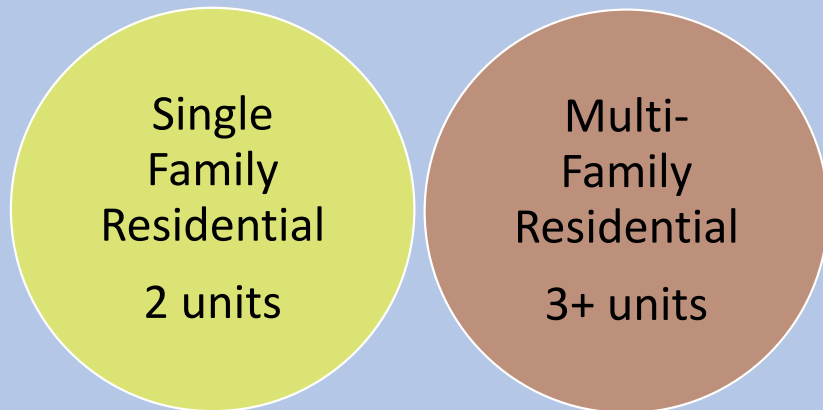 Single
Family
Residential
2 units
Multi-
Family
Residential
3+ units